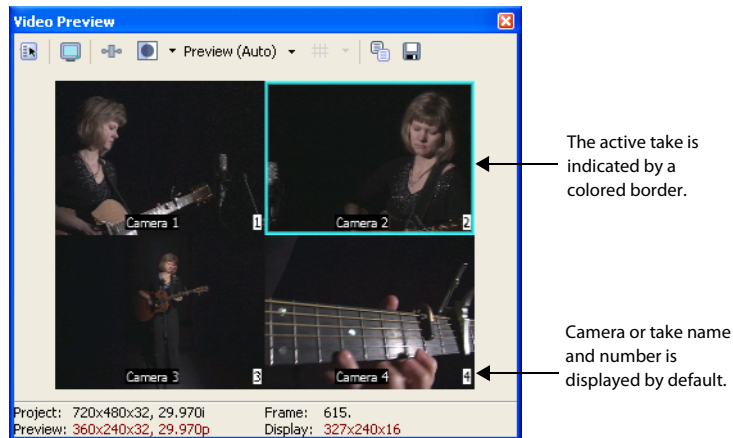 Video Preview
Preview (Auto)
The active take is
indicated by a
colored border.
Camera 1
1
Camera 2
2
Camera 3
3
Camera 4
4
Camera or take name
and number is
displayed by default.
Project: 720x480x32, 29.970i
Frame: 615.
Preview: 360x240x32, 29.970p
Display: 327x240x16